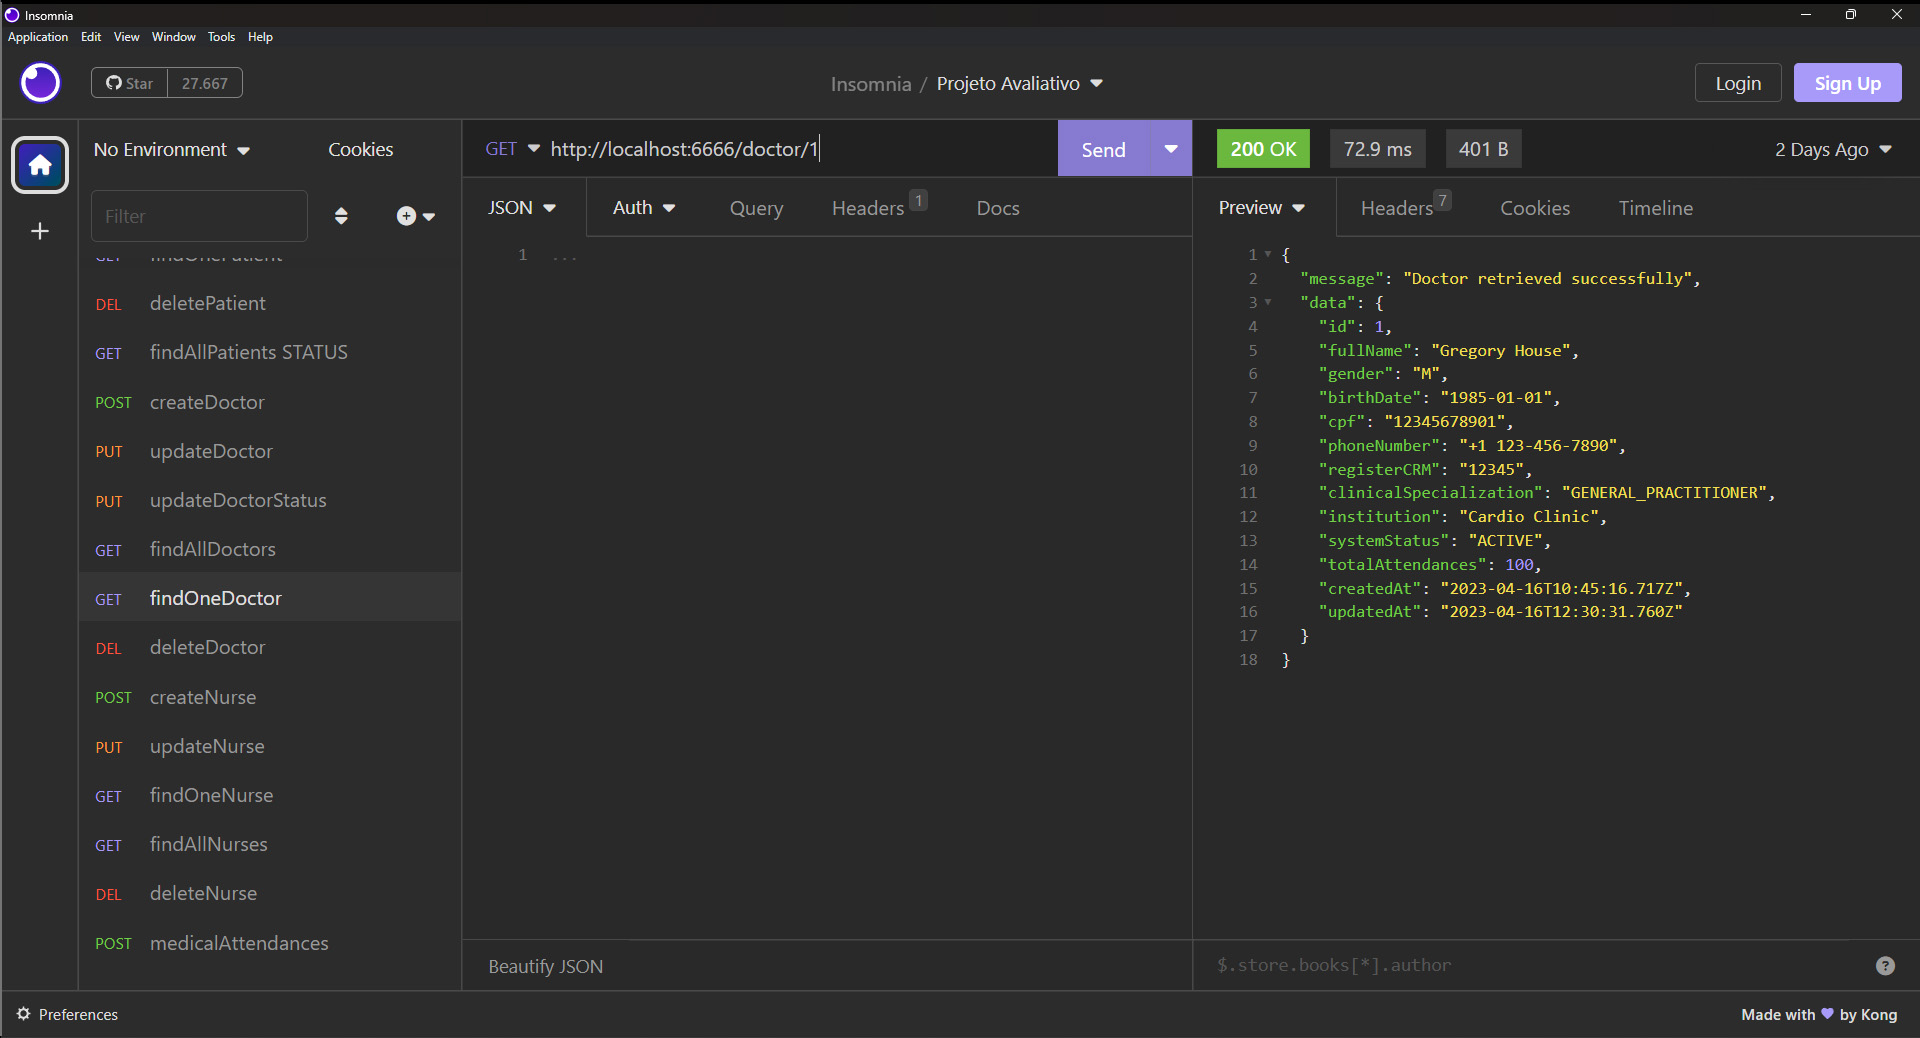 Insomnia
Application Edit View Window Tools Help
Star 27.667
Insomnia / Projeto Avaliativo
Login Sign Up
No Environment Cookies
GET http://localhost:6666/doctor/1 Send
200 OK 72.9 ms 401 B 2 Days Ago
Filter
JSON Auth Query Headers 1 Docs
Preview Headers 7 Cookies Timeline
GET findOnePatient
DEL deletePatient
GET findAllPatients STATUS
POST createDoctor
PUT updateDoctor
PUT updateDoctorStatus
GET findAllDoctors
GET findOneDoctor
DEL deleteDoctor
POST createNurse
PUT updateNurse
GET findOneNurse
GET findAllNurses
DEL deleteNurse
POST medicalAttendances
1 ...
Beautify JSON
1 {
2 "message": "Doctor retrieved successfully",
3 "data": {
4 "id": 1,
5 "fullName": "Gregory House",
6 "gender": "M",
7 "birthDate": "1985-01-01",
8 "cpf": "12345678901",
9 "phoneNumber": "+1 123-456-7890",
10 "registerCRM": "12345",
11 "clinicalSpecialization": "GENERAL_PRACTITIONER",
12 "institution": "Cardio Clinic",
13 "systemStatus": "ACTIVE",
14 "totalAttendances": 100,
15 "createdAt": "2023-04-16T10:45:16.717Z",
16 "updatedAt": "2023-04-16T12:30:31.760Z"
17 }
18 }
$.store.books[*].author
Preferences
Made with 💜 by Kong